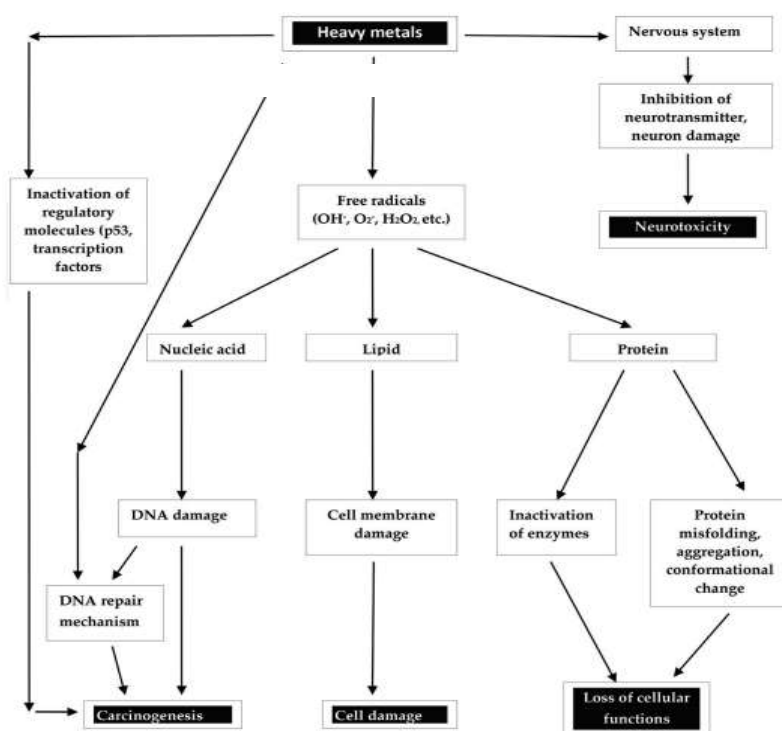 Heavy metals
Nervous system
Inhibition of
neurotransmitter,
neuron damage
Inactivation of
regulatory
molecules (p53,
transcription
factors
Free radicals
(OH·, O₂·, H₂O₂, etc.)
Neurotoxicity
Nucleic acid
Lipid
Protein
DNA damage
Cell membrane
damage
Inactivation
of enzymes
Protein
misfolding,
aggregation,
conformational
change
DNA repair
mechanism
Carcinogenesis
Cell damage
Loss of cellular
functions